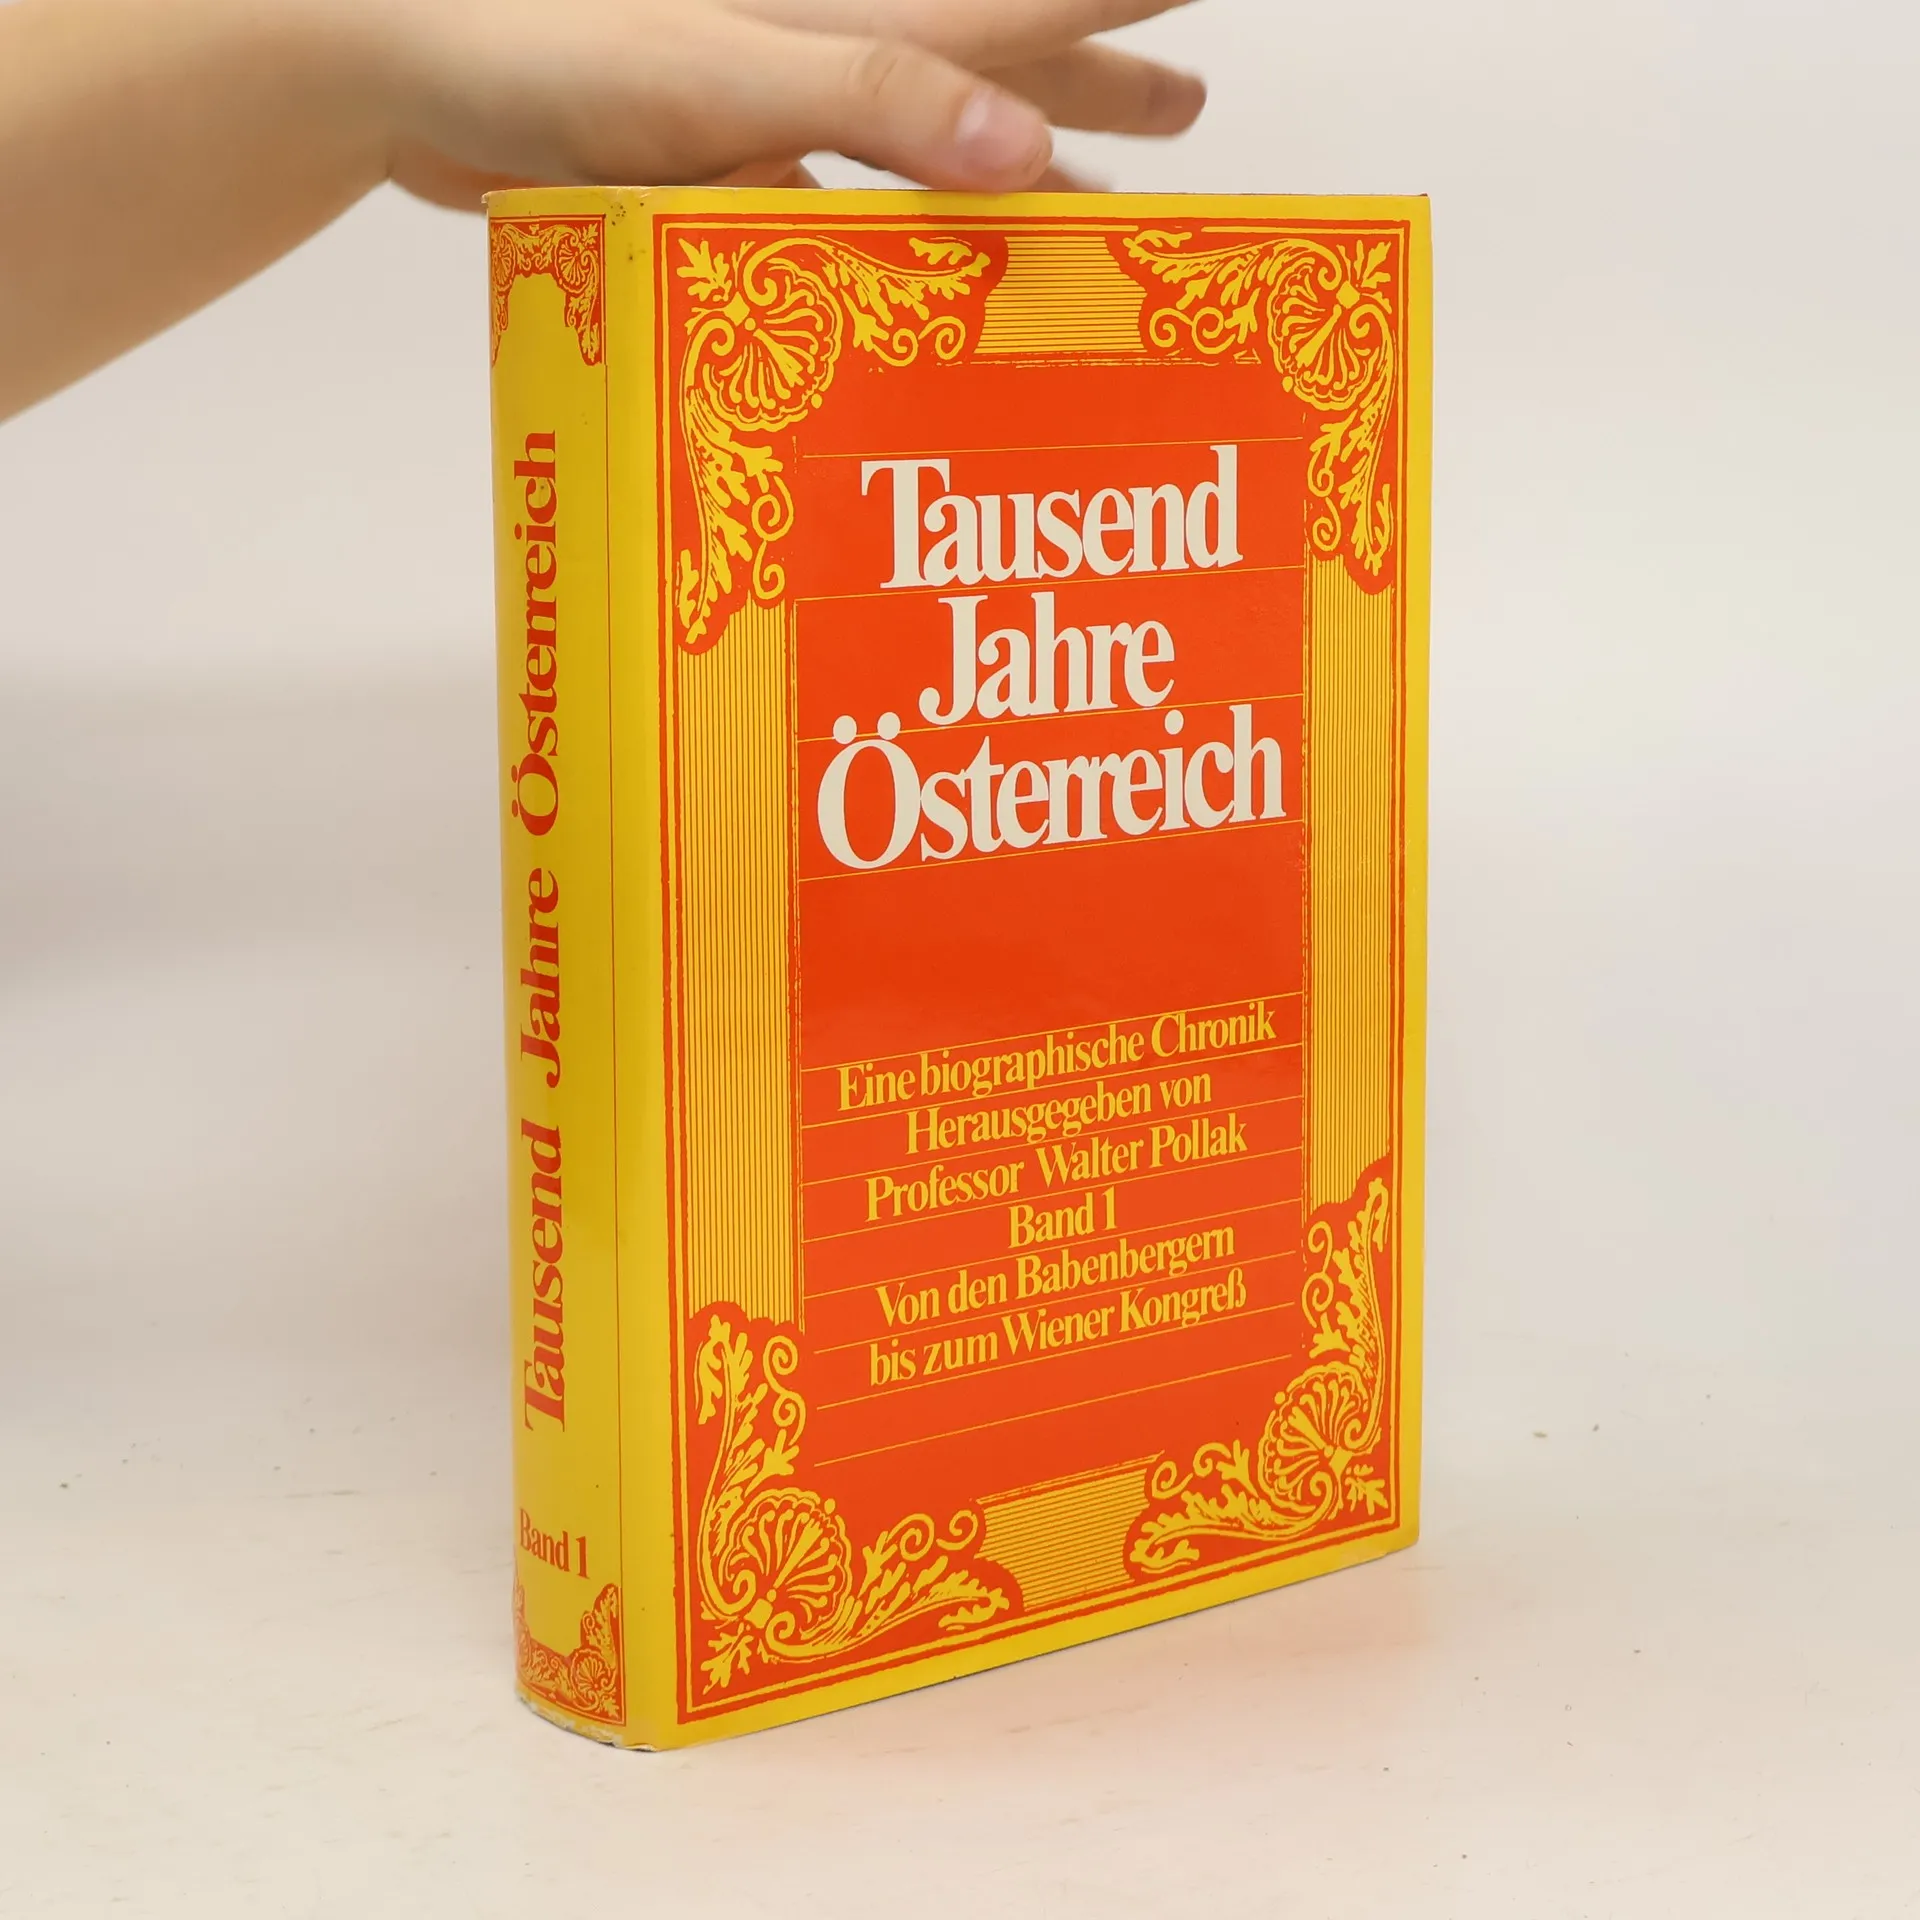 Tausend Jahre Österreich
Band 1
Tausend
Jahre
Österreich
Eine biographische Chronik
Herausgegeben von
Professor Walter Pollak
Band 1
Von den Babenbergern
bis zum Wiener Kongreß